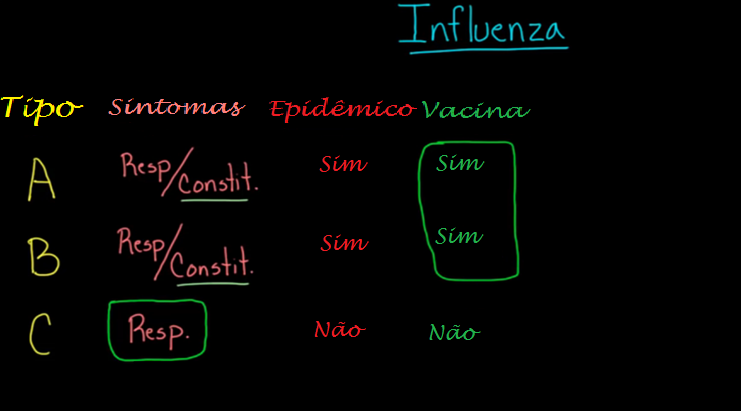 Influenza
Tipo Sintomas Epidêmico Vacina
A Resp/Constit. Sim Sim
B Resp/Constit. Sim Sim
C Resp. Não Não